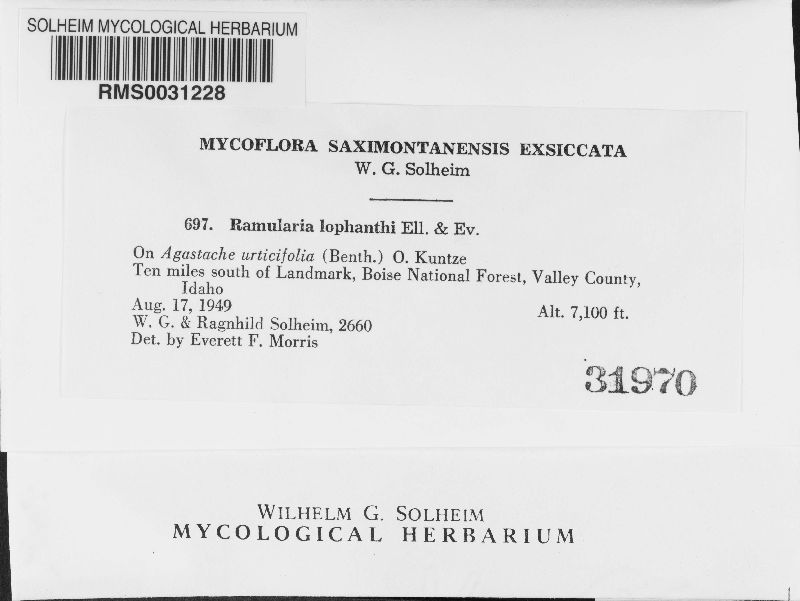 SOLHEIM MYCOLOGICAL HERBARIUM
RMS0031228
MYCOFLORA SAXIMONTANENSIS EXSICCATA
W. G. Solheim
697. Ramularia lophanthi Ell. & Ev.
On Agastache urticifolia (Benth.) O. Kuntze
Ten miles south of Landmark, Boise National Forest, Valley County,
Idaho
Aug. 17, 1949 Alt. 7,100 ft.
W. G. & Ragnhild Solheim, 2660
Det. by Everett F. Morris
31970
WILHELM G. SOLHEIM
MYCOLOGICAL HERBARIUM